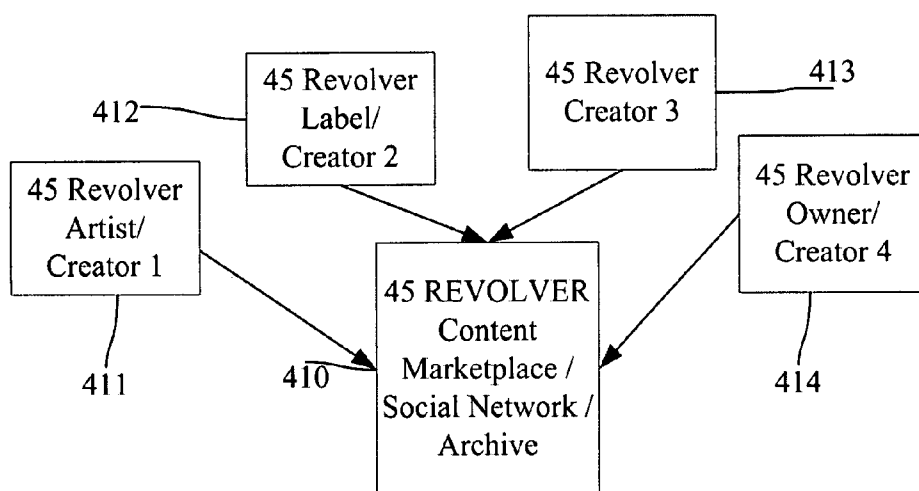 45 Revolver
Label/
Creator 2
412
45 Revolver
Creator 3
413
45 Revolver
Artist/
Creator 1
411
45 Revolver
Owner/
Creator 4
414
45 REVOLVER
Content
Marketplace /
Social Network /
Archive
410